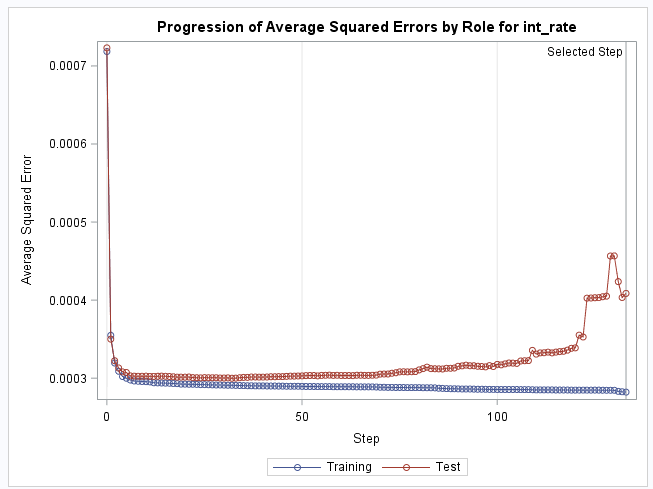 Progression of Average Squared Errors by Role for int_rate
Selected Step
0.0007
0.0006
0.0005
0.0004
0.0003
Average Squared Error
0
50
100
Step
Training
Test